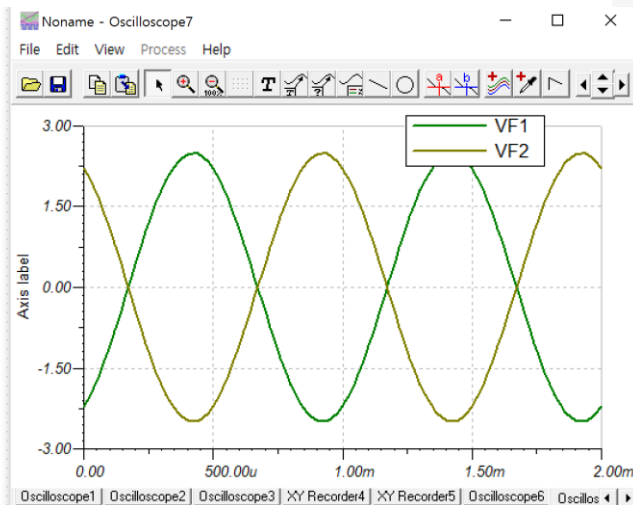 Noname - Oscilloscope7
File Edit View Process Help
T
a
b
100%
3.00
VF1
VF2
1.50
0.00
-1.50
-3.00
Axis label
0.00 500.00u 1.00m 1.50m 2.00m
Oscilloscope1 Oscilloscope2 Oscilloscope3 XY Recorder4 XY Recorder5 Oscilloscope6 Oscillos